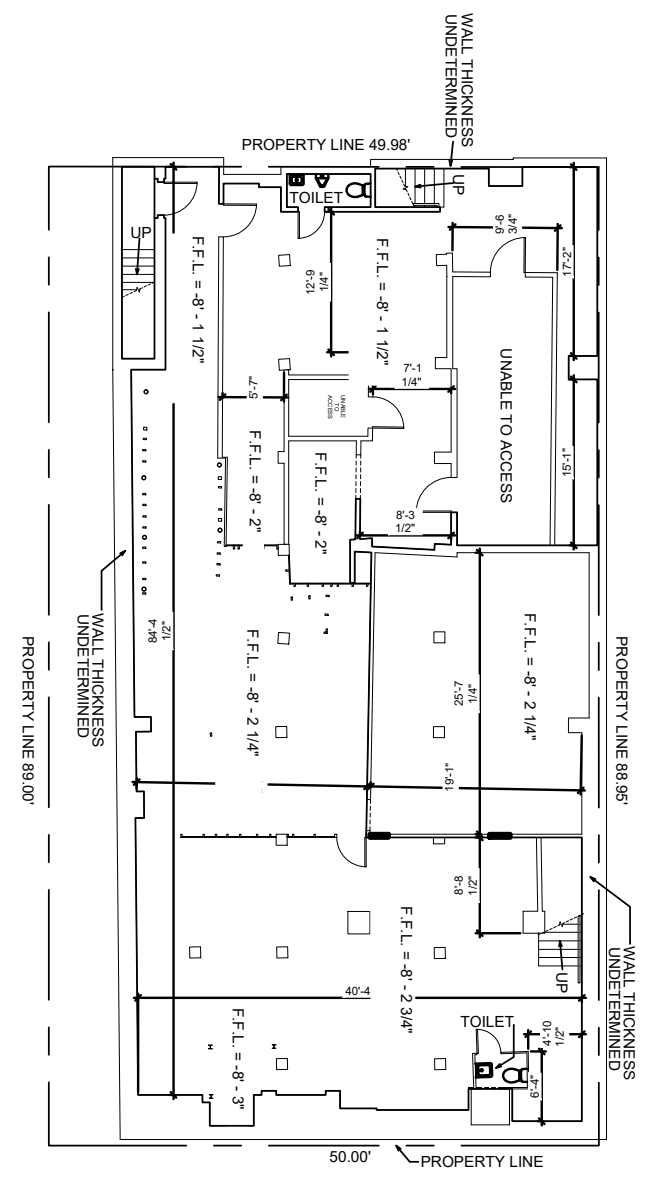 WALL THICKNESS
UNDETERMINED
PROPERTY LINE 49.98'
TOILET
UP
UP
9'-6
3/4"
17'-2"
F.F.L. = -8' - 1 1/2"
12'-9
1/4"
F.F.L. = -8' - 1 1/2"
7'-1
1/4"
5'-7"
UNABLE
TO
ACCESS
UNABLE TO ACCESS
15'-1"
F.F.L. = -8' - 2"
F.F.L. = -8' - 2"
8'-3
1/2"
WALL THICKNESS
UNDETERMINED
84'-4
1/2"
F.F.L. = -8' - 2 1/4"
25'-7
1/4"
F.F.L. = -8' - 2 1/4"
PROPERTY LINE 89.00'
PROPERTY LINE 88.95'
19'-1"
8'-8
1/2"
F.F.L. = -8' - 2 3/4"
UP
WALL THICKNESS
UNDETERMINED
40'-4
F.F.L. = -8' - 3"
TOILET
4'-10
1/2"
6'-4"
50.00'
PROPERTY LINE